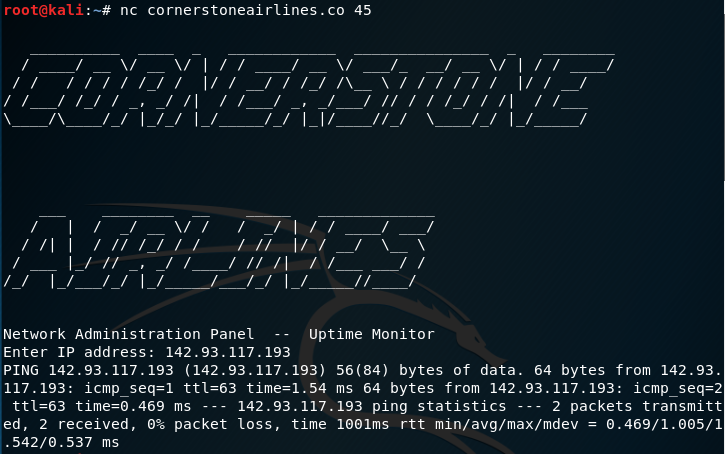 root@kali:~# nc cornerstoneairlines.co 45
CORNERSTONE
AIRLINES
Network Administration Panel  --  Uptime Monitor
Enter IP address: 142.93.117.193
PING 142.93.117.193 (142.93.117.193) 56(84) bytes of data. 64 bytes from 142.93.
117.193: icmp_seq=1 ttl=63 time=1.54 ms 64 bytes from 142.93.117.193: icmp_seq=2
 ttl=63 time=0.469 ms --- 142.93.117.193 ping statistics --- 2 packets transmitt
ed, 2 received, 0% packet loss, time 1001ms rtt min/avg/max/mdev = 0.469/1.005/1
.542/0.537 ms